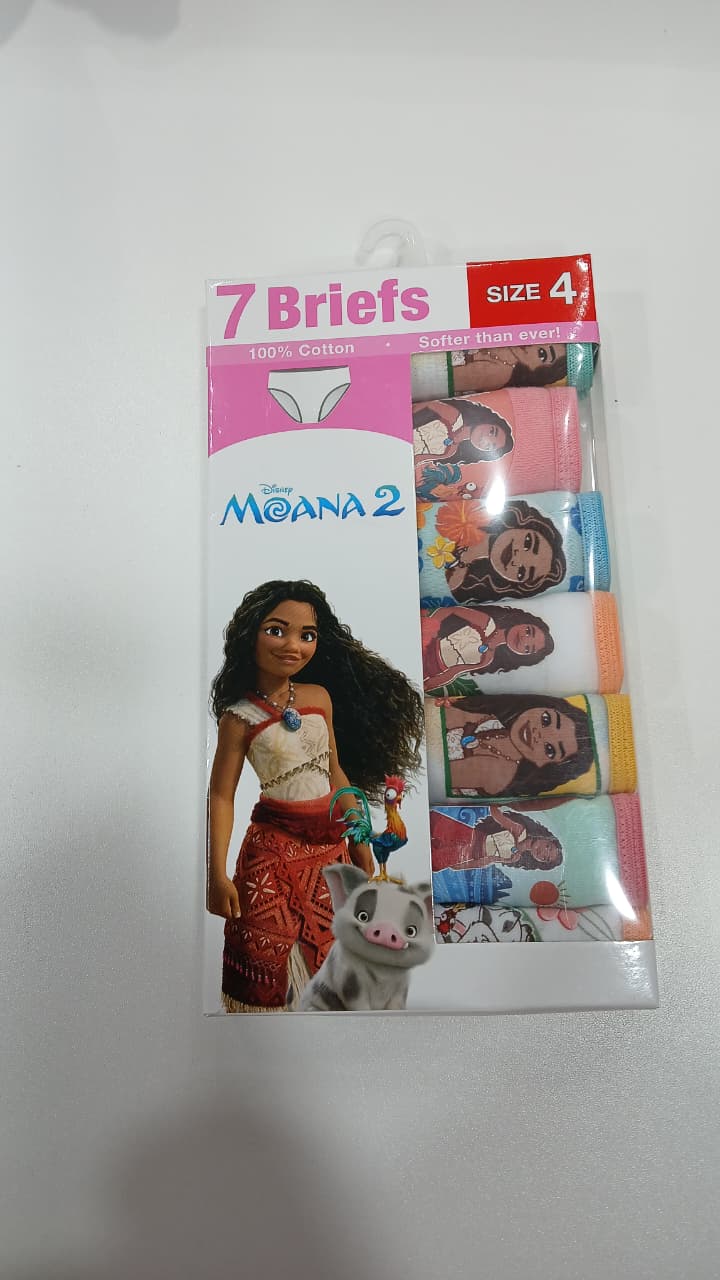 7 Briefs
SIZE 4
100% Cotton • Softer than ever!
Disney
MOANA 2